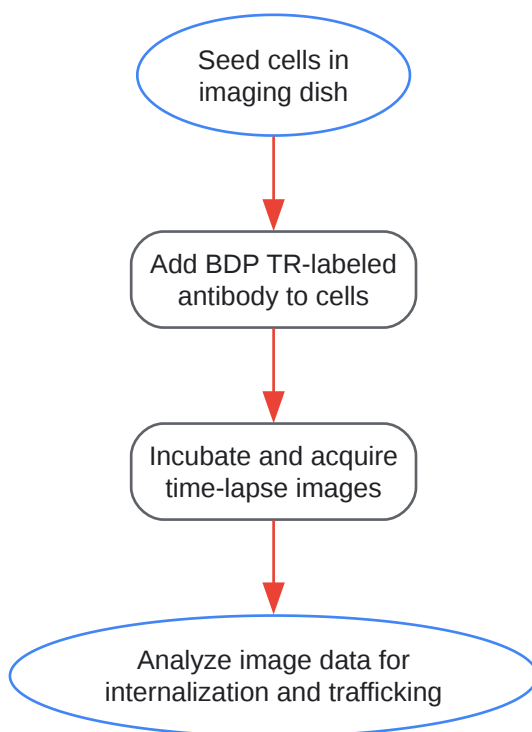 Seed cells in
imaging dish
Add BDP TR-labeled
antibody to cells
Incubate and acquire
time-lapse images
Analyze image data for
internalization and trafficking